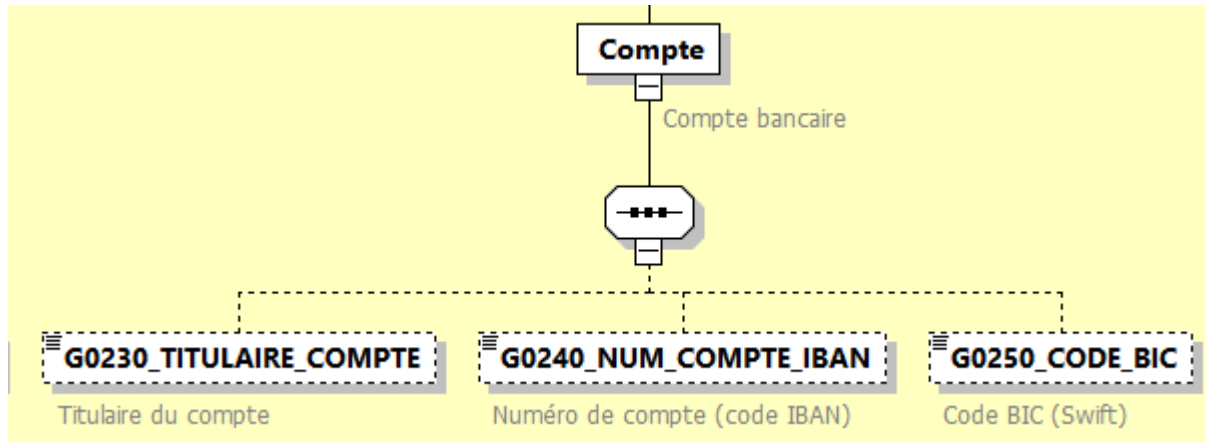 Compte
Compte bancaire
G0230_TITULAIRE_COMPTE
G0240_NUM_COMPTE_IBAN
G0250_CODE_BIC
Titulaire du compte
Numéro de compte (code IBAN)
Code BIC (Swift)